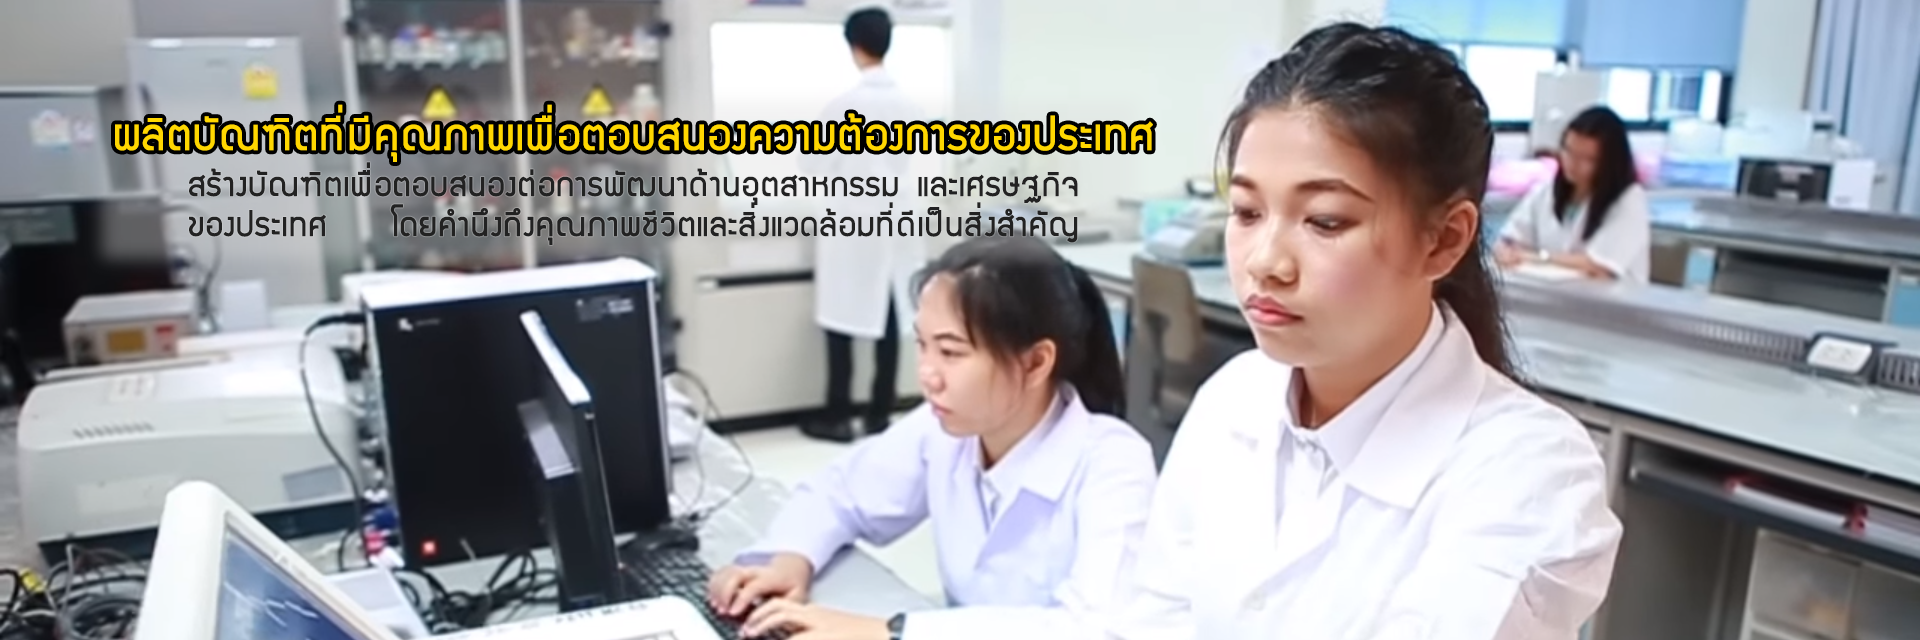 ผลิตบัณฑิตที่มีคุณภาพเพื่อตอบสนองความต้องการของประเทศ
สร้างบัณฑิตเพื่อตอบสนองต่อการพัฒนาด้านอุตสาหกรรม และเศรษฐกิจ
ของประเทศ โดยคำนึงถึงคุณภาพชีวิตและสิ่งแวดล้อมที่ดีเป็นสิ่งสำคัญ